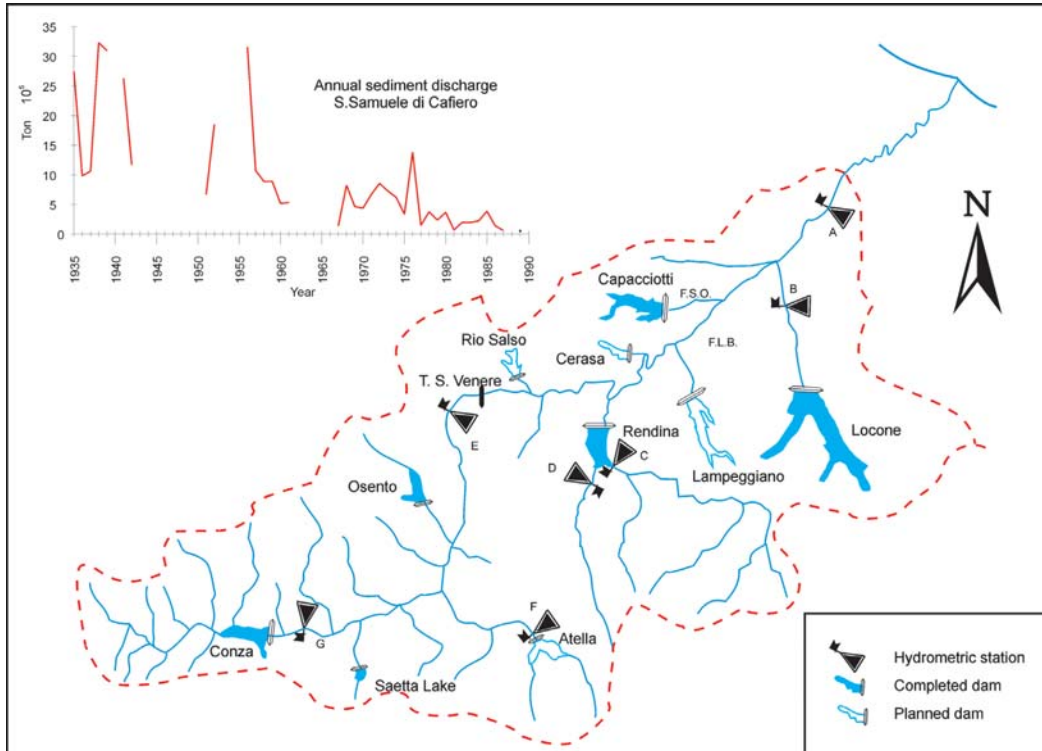 35
30
25
20
15
10
5
0
Ton 10⁶
Annual sediment discharge
S.Samuele di Cafiero
1935
1940
1945
1950
1955
1960
1965
1970
1975
1980
1985
1990
Year
N
A
Capacciotti
F.S.O.
B
Rio Salso
Cerasa
F.L.B.
T. S. Venere
E
Rendina
C
D
Locone
Lampeggiano
Osento
F
Atella
G
Conza
Saetta Lake
Hydrometric station
Completed dam
Planned dam